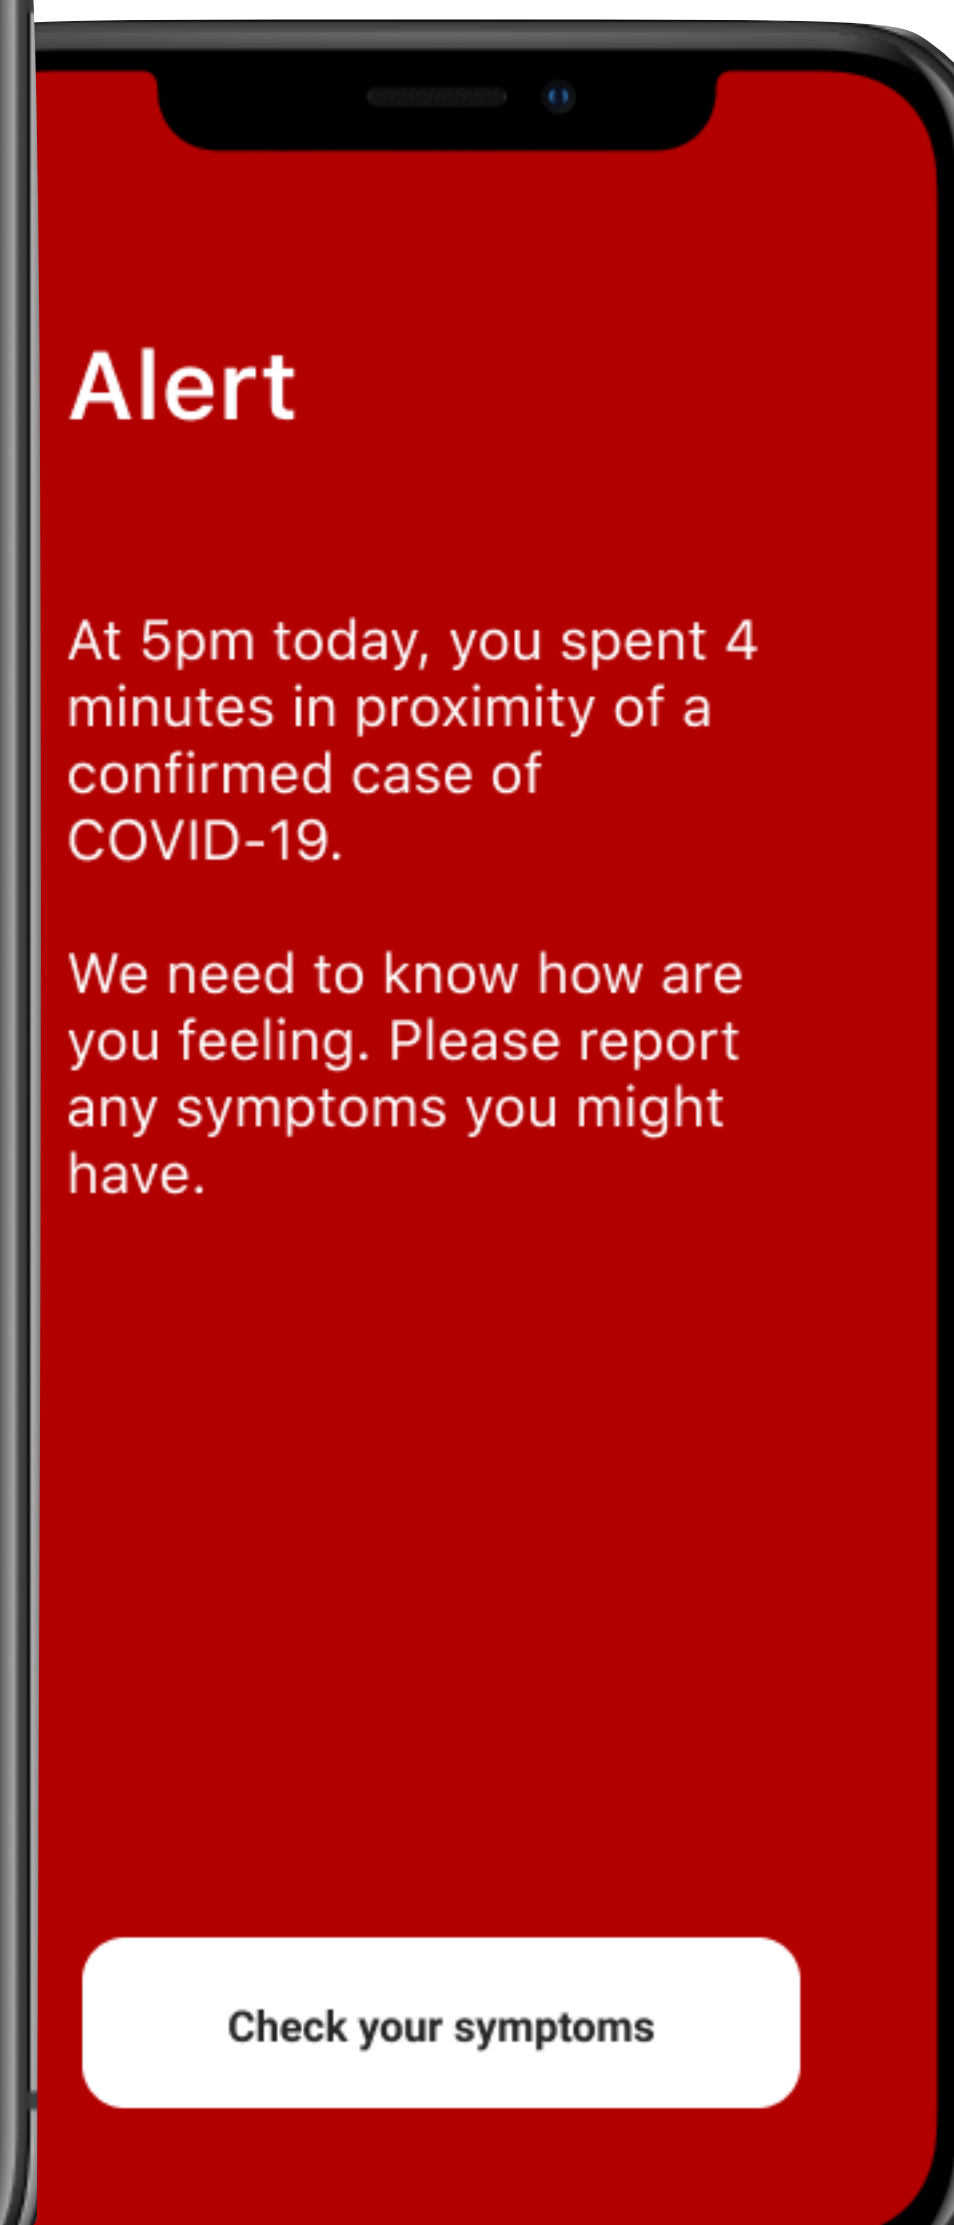 Alert
At 5pm today, you spent 4
minutes in proximity of a
confirmed case of
COVID-19.
We need to know how are
you feeling. Please report
any symptoms you might
have.
Check your symptoms